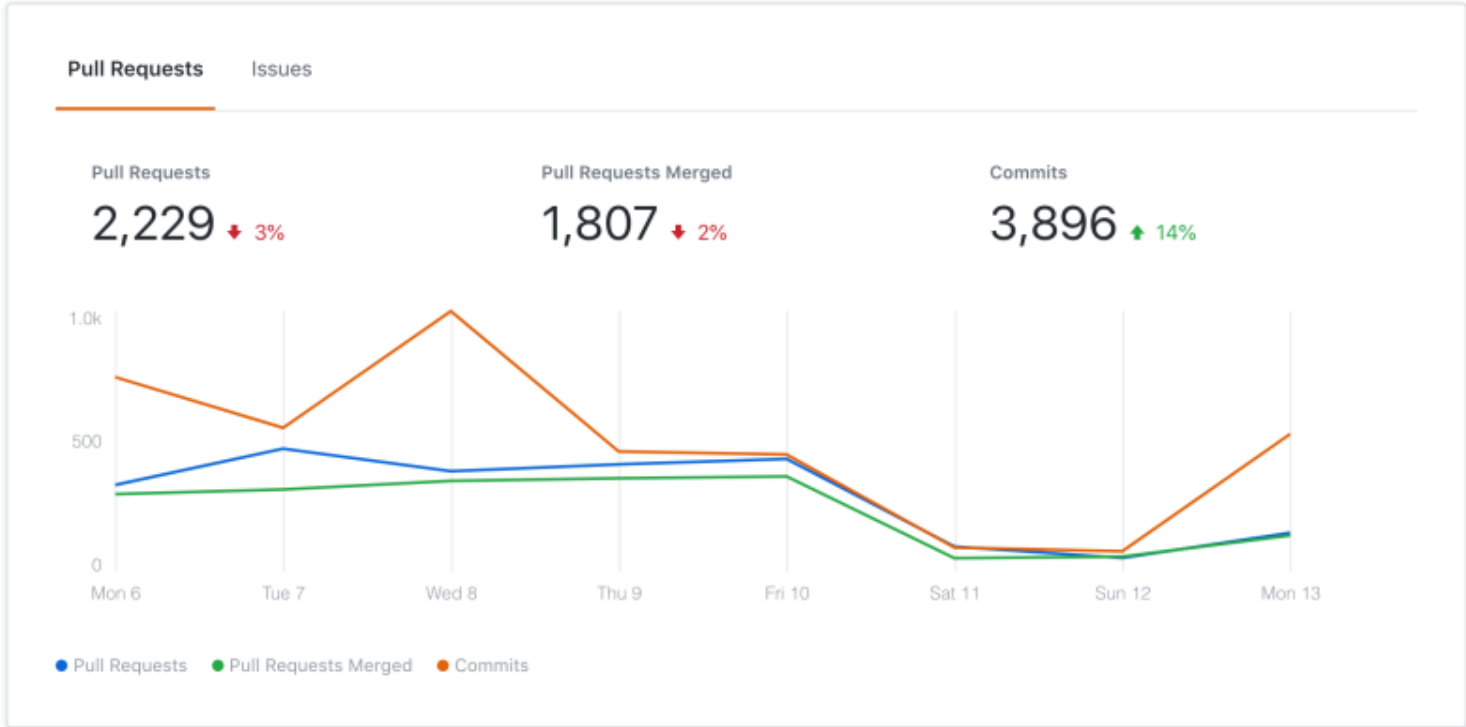 Pull Requests Issues
Pull Requests Pull Requests Merged Commits
2,229 3% 1,807 2% 3,896 14%
1.0k
500
0
Mon 6 Tue 7 Wed 8 Thu 9 Fri 10 Sat 11 Sun 12 Mon 13
Pull Requests Pull Requests Merged Commits